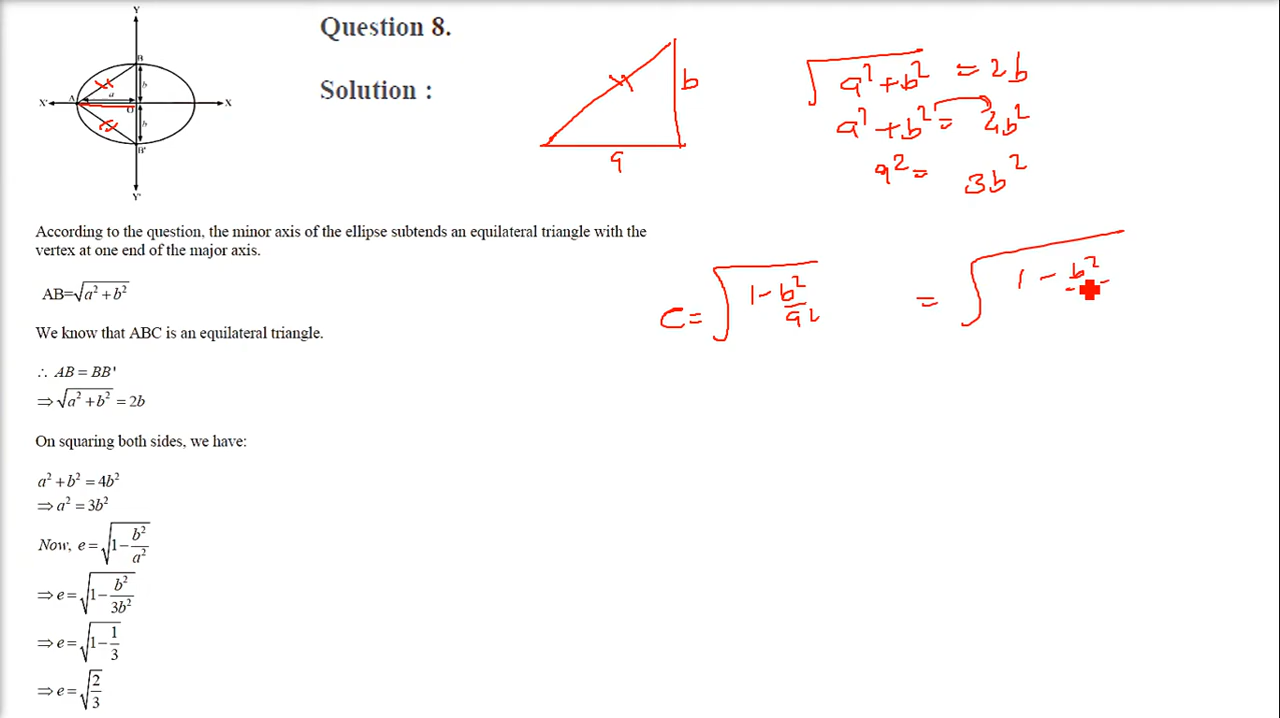 Question 8.
Solution :
Y
B
b
a
A
X'
O
X
b
B'
Y'
b
a
√(a² + b²) = 2b
a² + b² = 4b²
a² = 3b²
According to the question, the minor axis of the ellipse subtends an equilateral triangle with the
vertex at one end of the major axis.
AB=√(a² + b²)
We know that ABC is an equilateral triangle.
∴ AB = BB'
⇒ √(a² + b²) = 2b
On squaring both sides, we have:
a² + b² = 4b²
⇒ a² = 3b²
Now, e = √(1 − b²/a²)
⇒ e = √(1 − b²/3b²)
⇒ e = √(1 − 1/3)
⇒ e = √(2/3)
e = √(1 − b²/a²) = √(1 − b²